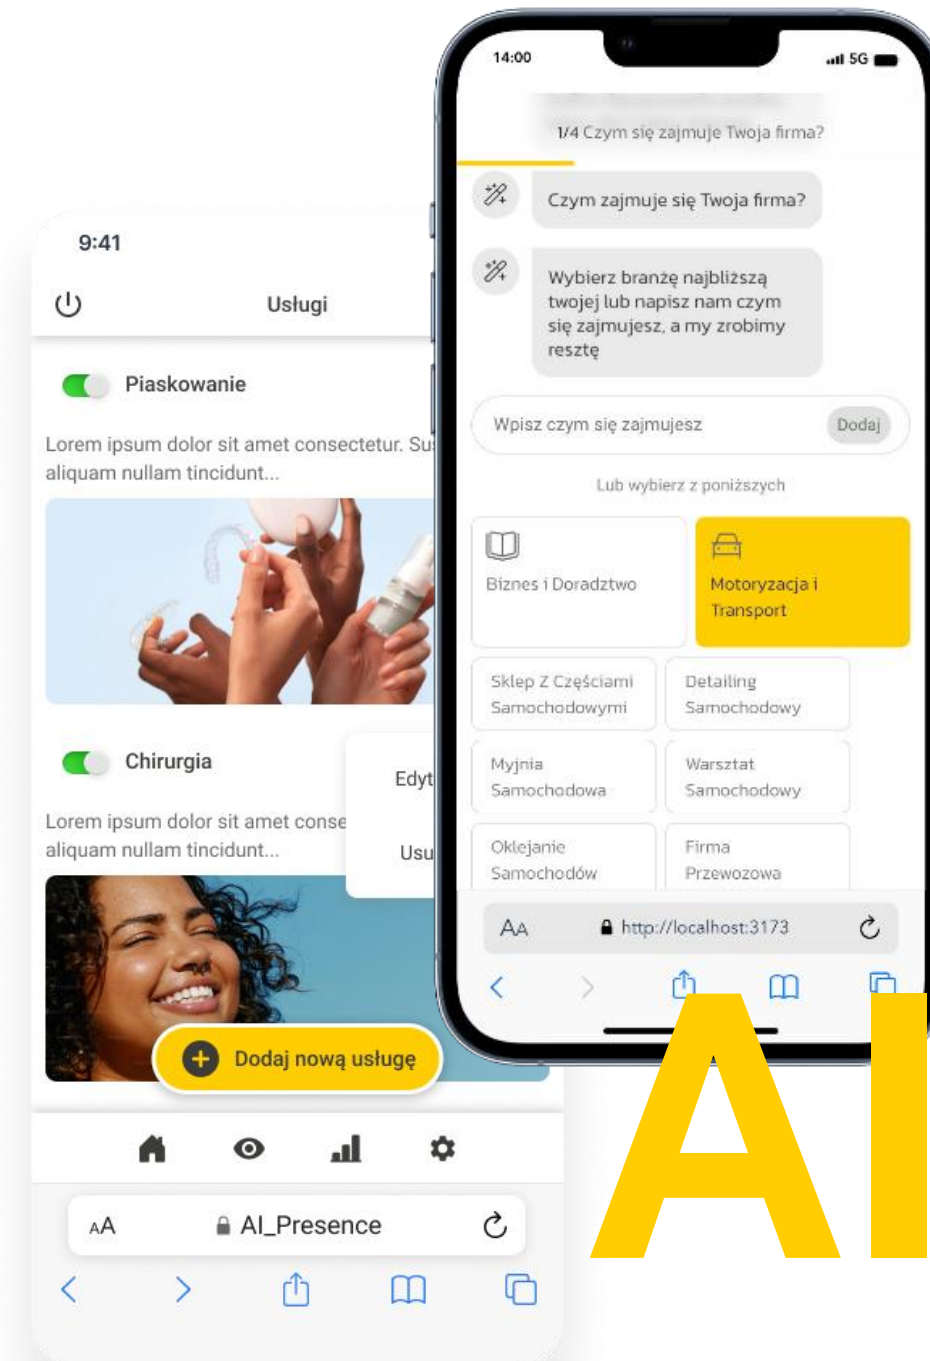 14:00
5G
1/4 Czym się zajmuje Twoja firma?
Czym zajmuje się Twoja firma?
Wybierz branżę najbliższą
twojej lub napisz nam czym
się zajmujesz, a my zrobimy
resztę
Wpisz czym się zajmujesz
Dodaj
Lub wybierz z poniższych
Biznes i Doradztwo
Motoryzacja i
Transport
Sklep Z Częściami
Samochodowymi
Detailing
Samochodowy
Myjnia
Samochodowa
Warsztat
Samochodowy
Oklejanie
Samochodów
Firma
Przewozowa
AA
http://localhost:3173
9:41
Usługi
Piaskowanie
Lorem ipsum dolor sit amet consectetur. Sus
aliquam nullam tincidunt...
Chirurgia
Edyt
Usu
Lorem ipsum dolor sit amet conse
aliquam nullam tincidunt...
Dodaj nową usługę
AA
AI_Presence
AI